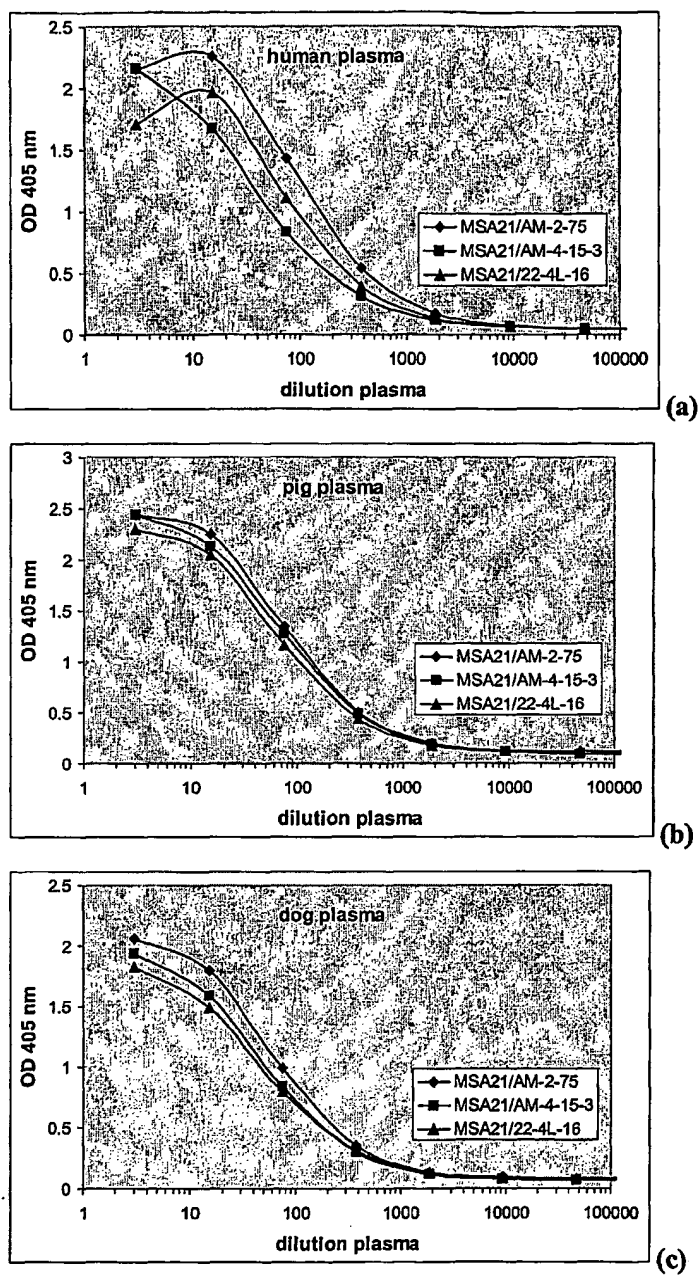 human plasma
2.5
2
1.5
1
0.5
0
OD 405 nm
MSA21/AM-2-75
MSA21/AM-4-15-3
MSA21/22-4L-16
1 10 100 1000 10000 100000
dilution plasma
(a)
pig plasma
3
2.5
2
1.5
1
0.5
0
OD 405 nm
MSA21/AM-2-75
MSA21/AM-4-15-3
MSA21/22-4L-16
1 10 100 1000 10000 100000
dilution plasma
(b)
dog plasma
2.5
2
1.5
1
0.5
0
OD 405 nm
MSA21/AM-2-75
MSA21/AM-4-15-3
MSA21/22-4L-16
1 10 100 1000 10000 100000
dilution plasma
(c)